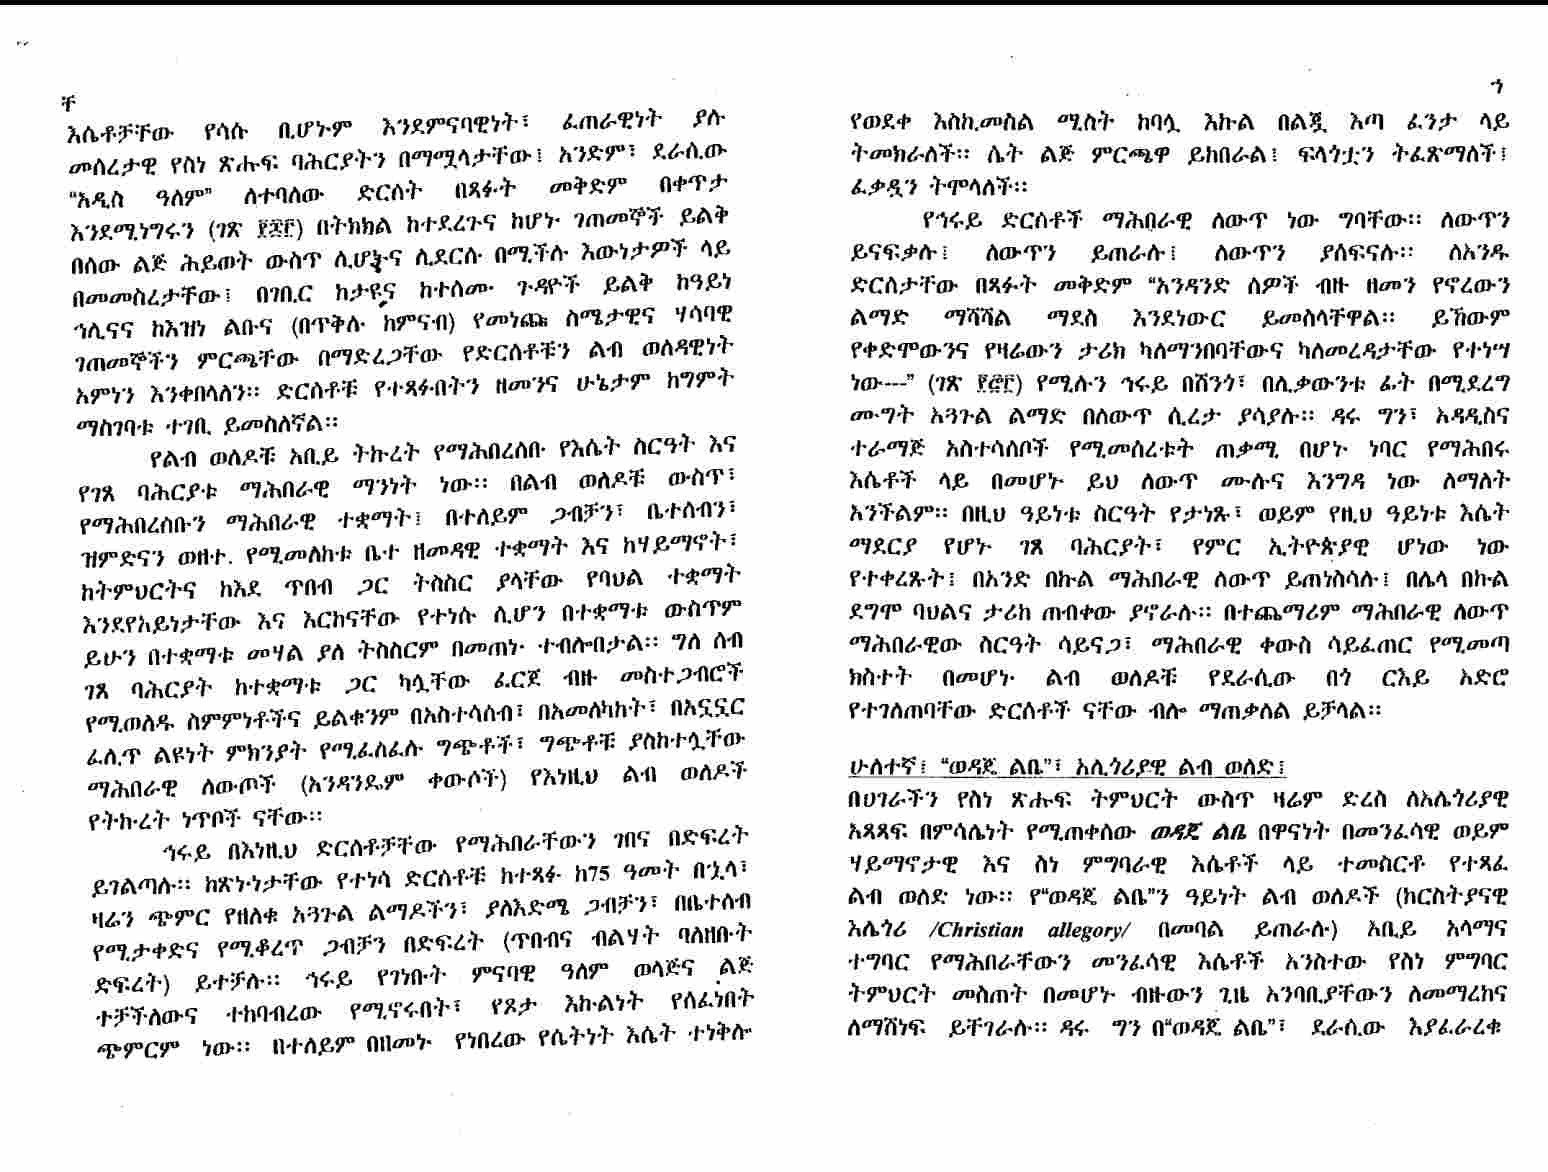 ቸ
እሴቶቻቸው የሳሱ ቢሆኑም እንደምናባዊነት፣ ፈጠራዊነት ያሉ
መሰረታዊ የስነ ጽሑፍ ባሕርያትን በማሟላታቸው፤ አንድም፣ ደራሲው
“አዲስ ዓለም” ለተባለው ድርሰት በጻፉት መቅድም በቀጥታ
እንደሚነግሩን (ገጽ ) በትክክል ከተደረጉና ከሆኑ ገጠመኞች ይልቅ
በሰው ልጅ ሕይወት ውስጥ ሊሆኑና ሊደርሱ በሚችሉ እውነታዎች ላይ
በመመስረታቸው፤ በገቢር ከታዩና ከተሰሙ ጉዳዮች ይልቅ ከዓይነ
ኅሊናና ከእዝነ ልቡና (በጥቅሉ ከምናብ) የመነጩ ስሜታዊና ሃሳባዊ
ገጠመኞችን ምርጫቸው በማድረጋቸው የድርሰቶቹን ልብ ወለዳዊነት
አምነን እንቀበላለን። ድርሰቶቹ የተጻፉበትን ዘመንና ሁኔታም ከግምት
ማስገባቱ ተገቢ ይመስለኛል።
የልብ ወለዶቹ አቢይ ትኩረት የማሕበረሰቡ የእሴት ስርዓት እና
የገጸ ባሕርያቱ ማሕበራዊ ማንነት ነው። በልብ ወለዶቹ ውስጥ፣
የማሕበረሰቡን ማሕበራዊ ተቋማት፤ በተለይም ጋብቻን፣ ቤተሰብን፣
ዝምድናን ወዘተ. የሚመለከቱ ቤተ ዘመዳዊ ተቋማት እና ከሃይማኖት፣
ከትምህርትና ከእደ ጥበብ ጋር ትስስር ያላቸው የባህል ተቋማት
እንደየአይነታቸው እና እርከናቸው የተነሱ ሲሆን በተቋማቱ ውስጥም
ይሁን በተቋማቱ መሃል ያለ ትስስርም በመጠኑ ተብሎበታል። ግለ ሰብ
ገጸ ባሕርያት ከተቋማቱ ጋር ካሏቸው ፈርጀ ብዙ መስተጋብሮች
የሚወለዱ ስምምነቶችና ይልቁንም በአስተሳሰብ፣ በአመለካከት፣ በአኗኗር
ፈሊጥ ልዩነት ምክንያት የሚፈስፈሱ ግጭቶች፣ ግጭቶቹ ያስከተሏቸው
ማሕበራዊ ለውጦች (አንዳንዴም ቀውሶች) የእነዚህ ልብ ወለዶች
የትኩረት ነጥቦች ናቸው።
ኅሩይ በእነዚህ ድርሰቶቻቸው የማሕበራቸውን ገበና በድፍረት
ይገልጣሉ። ከጽኑነታቸው የተነሳ ድርሰቶቹ ከተጻፉ ከ75 ዓመት በኋላ፣
ዛሬን ጭምር የዘለቁ አጓጉል ልማዶችን፣ ያለእድሜ ጋብቻን፣ በቤተሰብ
የሚታቀድና የሚቆረጥ ጋብቻን በድፍረት (ጥበብና ብልሃት ባለዘቡት
ድፍረት) ይተቻሉ። ኅሩይ የገነቡት ምናባዊ ዓለም ወላጅና ልጅ
ተቻችለውና ተከባብረው የሚኖሩበት፣ የጾታ እኩልነት የሰፈነበት
ጭምርም ነው። በተለይም በዘመኑ የነበረው የሴትነት እሴት ተነቅሎ
ኀ
የወደቀ እስኪመስል ሚስት ከባሏ እኩል በልጇ እጣ ፈንታ ላይ
ትመክራለች። ሴት ልጅ ምርጫዋ ይከበራል፤ ፍላጎቷን ትፈጽማለች፤
ፈቃዷን ትሞላለች።
የኅሩይ ድርሰቶች ማሕበራዊ ለውጥ ነው ግባቸው። ለውጥን
ይናፍቃሉ፤ ለውጥን ይጠራሉ፤ ለውጥን ያሰፍናሉ። ለአንዱ
ድርሰታቸው በጻፉት መቅድም “አንዳንድ ሰዎች ብዙ ዘመን የኖረውን
ልማድ ማሻሻል ማደስ እንደነውር ይመስላቸዋል። ይኸውም
የቀድሞውንና የዛሬውን ታሪክ ካለማንበባቸውና ካለመረዳታቸው የተነሣ
ነው---” (ገጽ ) የሚሉን ኅሩይ በሸንጎ፣ በሊቃውንቱ ፊት በሚደረግ
ሙግት አጓጉል ልማድ በለውጥ ሲረታ ያሳያሉ። ዳሩ ግን፣ አዳዲስና
ተራማጅ አስተሳሰቦች የሚመሰረቱት ጠቃሚ በሆኑ ነባር የማሕበሩ
እሴቶች ላይ በመሆኑ ይህ ለውጥ ሙሉና እንግዳ ነው ለማለት
አንችልም። በዚህ ዓይነቱ ስርዓት የታነጹ፣ ወይም የዚህ ዓይነቱ እሴት
ማደርያ የሆኑ ገጸ ባሕርያት፣ የምር ኢትዮጵያዊ ሆነው ነው
የተቀረጹት፤ በአንድ በኩል ማሕበራዊ ለውጥ ይጠነስሳሉ፤ በሌላ በኩል
ደግሞ ባህልና ታሪክ ጠብቀው ያኖራሉ። በተጨማሪም ማሕበራዊ ለውጥ
ማሕበራዊው ስርዓት ሳይናጋ፣ ማሕበራዊ ቀውስ ሳይፈጠር የሚመጣ
ክስተት በመሆኑ ልብ ወለዶቹ የደራሲው በጎ ርእይ አድሮ
የተገለጠባቸው ድርሰቶች ናቸው ብሎ ማጠቃለል ይቻላል።
ሁለተኛ፤ “ወዳጄ ልቤ”፣ አሊጎሪያዊ ልብ ወለድ፤
በሀገራችን የስነ ጽሑፍ ትምህርት ውስጥ ዛሬም ድረስ ለአሌጎሪያዊ
አጻጻፍ በምሳሌነት የሚጠቀሰው ወዳጄ ልቤ በዋናነት በመንፈሳዊ ወይም
ሃይማኖታዊ እና ስነ ምግባራዊ እሴቶች ላይ ተመስርቶ የተጻፈ
ልብ ወለድ ነው። የ“ወዳጄ ልቤ”ን ዓይነት ልብ ወለዶች (ክርስትያናዊ
እሌጎሪ /Christian allegory/ በመባል ይጠራሉ) አቢይ አላማና
ተግባር የማሕበራቸውን መንፈሳዊ እሴቶች አንስተው የስነ ምግባር
ትምህርት መስጠት በመሆኑ ብዙውን ጊዜ አንባቢያቸውን ለመማረክና
ለማሸነፍ ይቸገራሉ። ዳሩ ግን በ“ወዳጄ ልቤ”፣ ደራሲው እያፈራረቁ